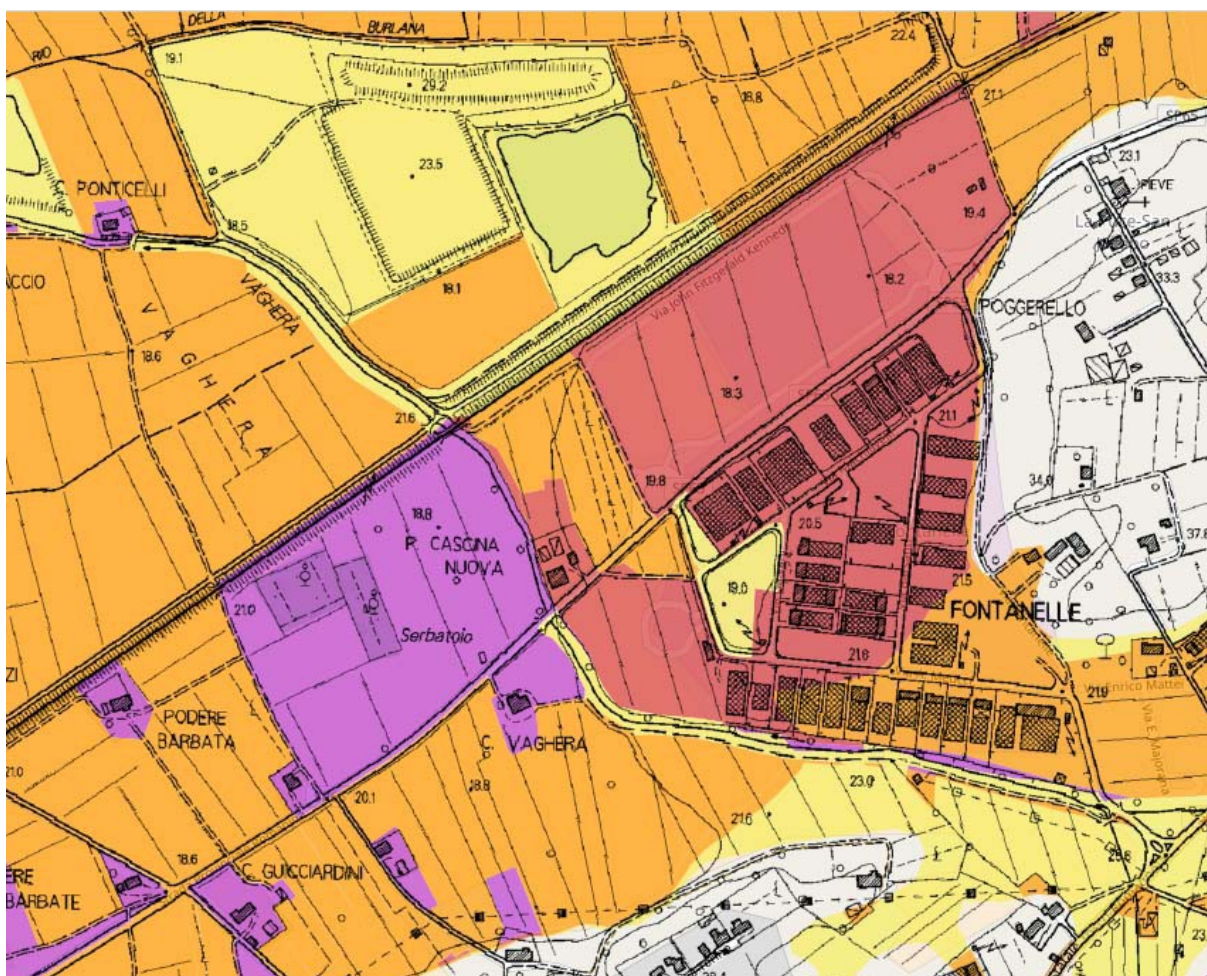 DELLA
BURLANA
RIO
22.4
19.1
29.2
18.8
21.1
SP65
23.1
PIEVE
23.5
C. PONTICELLI
18.5
19.4
33.3
ACCIO
VAGHERA
18.1
Via John Fitzgerald Kennedy
18.2
POGGERELLO
18.6
VAGHERA
18.3
21.6
21.1
19.8
34.0
18.8
20.5
37.8
P. CASCINA
NUOVA
21.0
19.0
21.5
FONTANELLE
Serbatoio
21.6
ZI
Via Enrico Mattei
21.9
PODERE
BARBATA
C. VAGHERA
Via E. Majorana
21.0
18.8
23.0
20.1
21.6
18.6
C. GUICCIARDINI
ERE
BARBATE
23.